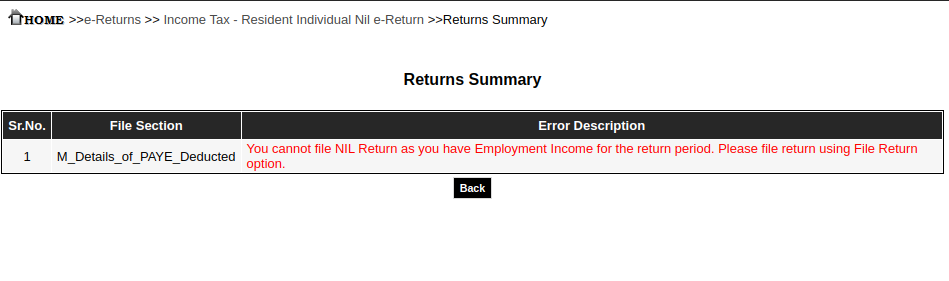 HOME >>e-Returns >> Income Tax - Resident Individual Nil e-Return >>Returns Summary
Returns Summary
Sr.No. File Section Error Description
1 M_Details_of_PAYE_Deducted You cannot file NIL Return as you have Employment Income for the return period. Please file return using File Return
option.
Back